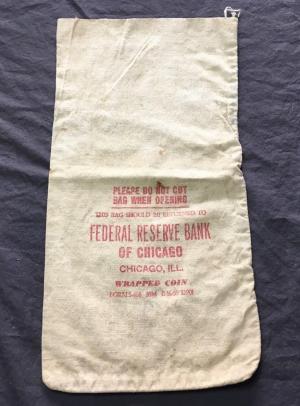 PLEASE DO NOT CUT
BAG WHEN OPENING
THIS BAG SHOULD BE RETURNED TO
FEDERAL RESERVE BANK
OF CHICAGO
CHICAGO, ILL.
WRAPPED COIN